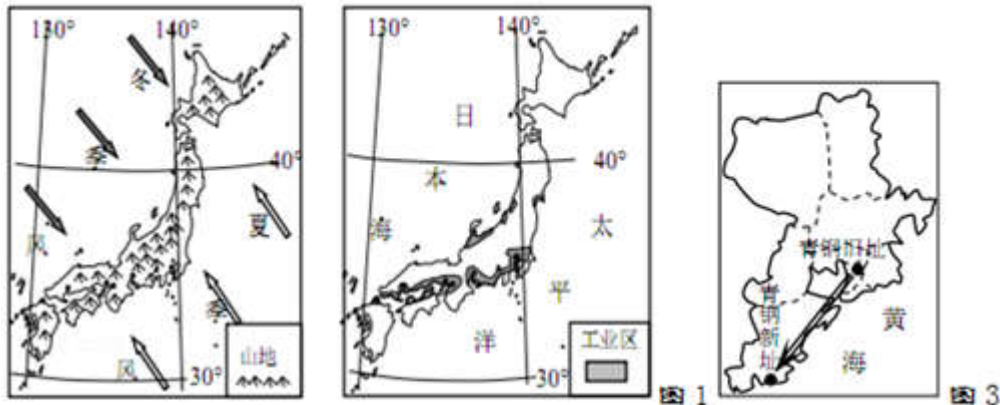 130° 140°
冬
季
风
40°
夏
季
风
30°
山地
130° 140°
日
本
海
40°
太
平
洋
30°
工业区
图1
青钢旧址
青钢新址
黄
海
图3